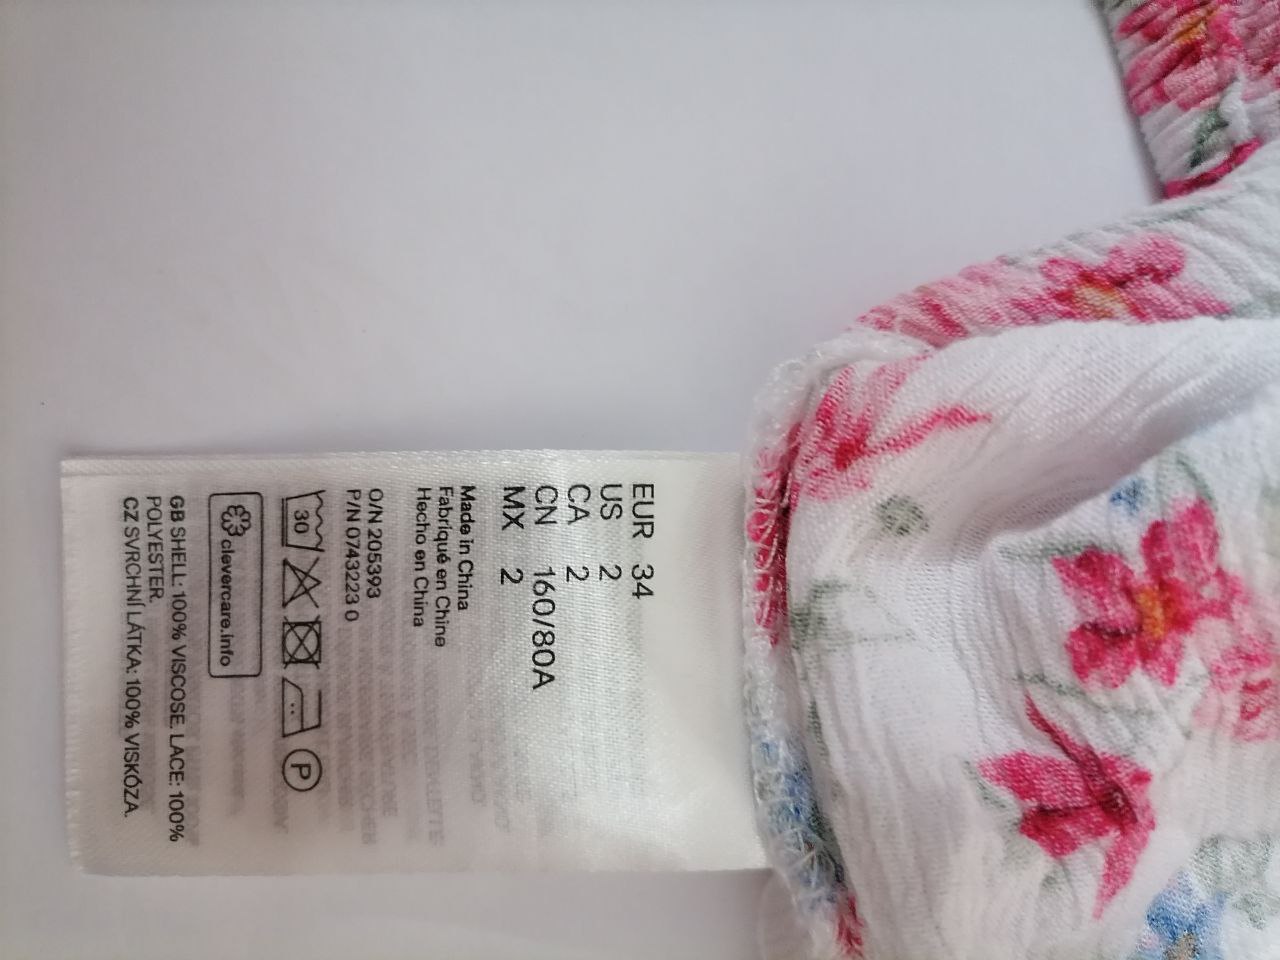 EUR 34
US 2
CA 2
CN 160/80A
MX 2
Made in China
Fabriqué en Chine
Hecho en China
O/N 205393
P/N 0743223 0
30
P
clevercare.info
GB SHELL: 100% VISCOSE. LACE: 100%
POLYESTER.
CZ SVRCHNÍ LÁTKA: 100% VISKÓZA.